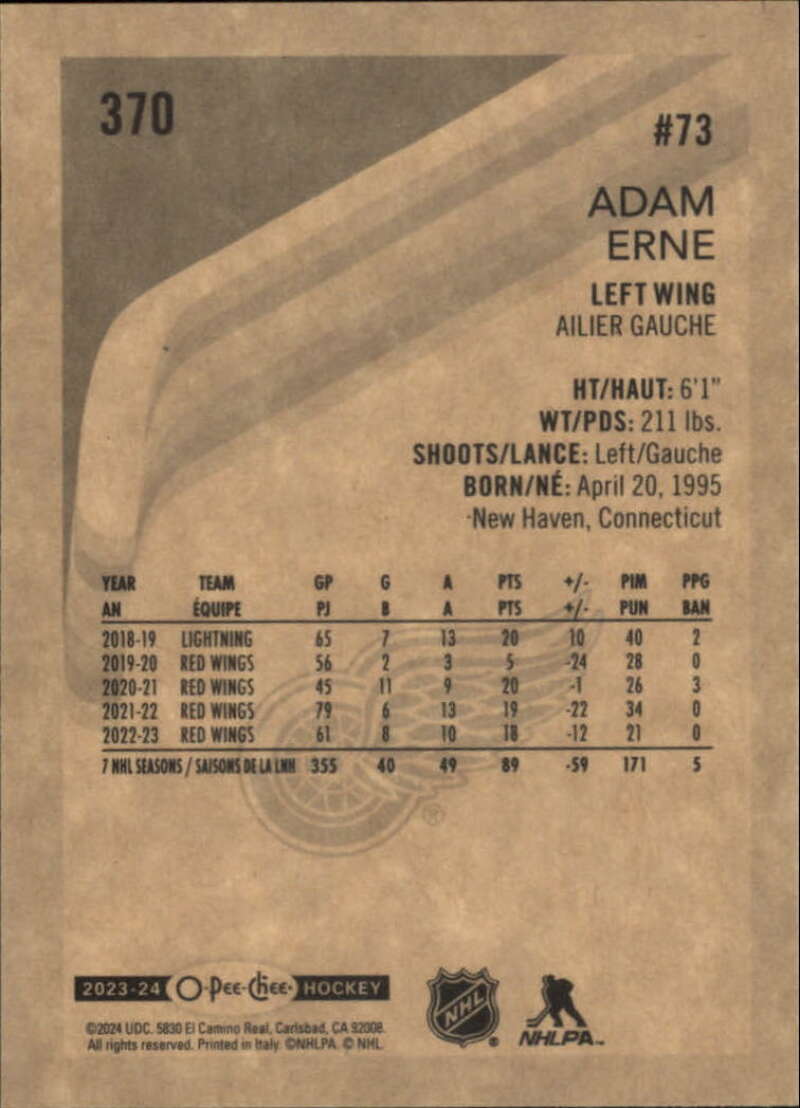 370
#73
ADAM
ERNE
LEFT WING
AILIER GAUCHE
HT/HAUT: 6'1"
WT/PDS: 211 lbs.
SHOOTS/LANCE: Left/Gauche
BORN/NÉ: April 20, 1995
New Haven, Connecticut
YEAR TEAM GP G A PTS +/- PIM PPG
AN ÉQUIPE PJ B A PTS +/- PUN BAN
2018-19 LIGHTNING 65 7 13 20 10 40 2
2019-20 RED WINGS 56 2 3 5 -24 28 0
2020-21 RED WINGS 45 11 9 20 -1 26 3
2021-22 RED WINGS 79 6 13 19 -22 34 0
2022-23 RED WINGS 61 8 10 18 -12 21 0
7 NHL SEASONS / SAISONS DE LA LNH 355 40 49 89 -59 171 5
®
2023-24 O-Pee-Chee HOCKEY
NHL ®
NHLPA™
©2024 UDC. 5830 El Camino Real, Carlsbad, CA 92008.
All rights reserved. Printed in Italy. ©NHLPA. © NHL.